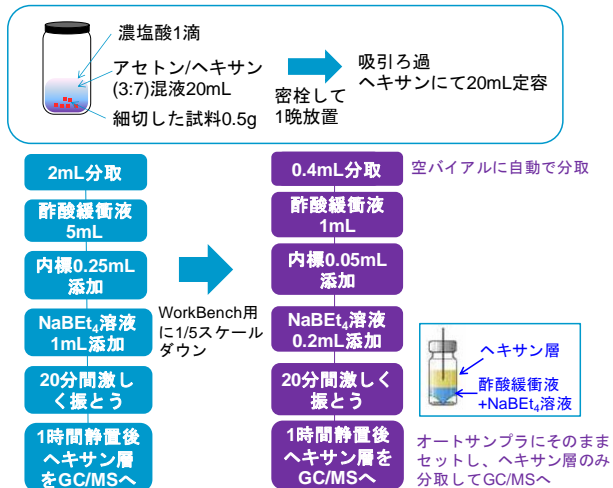 濃塩酸1滴
アセトン/ヘキサン
(3:7)混液20mL
細切した試料0.5g
密栓して
1晩放置
吸引ろ過
ヘキサンにて20mL定容
2mL分取
酢酸緩衝液
5mL
内標0.25mL
添加
NaBEt₄溶液
1mL添加
20分間激し
く振とう
1時間静置後
ヘキサン層
をGC/MSへ
WorkBench用
に1/5スケール
ダウン
0.4mL分取
酢酸緩衝液
1mL
内標0.05mL
添加
NaBEt₄溶液
0.2mL添加
20分間激しく
振とう
1時間静置後
ヘキサン層を
GC/MSへ
空バイアルに自動で分取
ヘキサン層
酢酸緩衝液
+NaBEt₄溶液
オートサンプラにそのまま
セットし、ヘキサン層のみ
分取してGC/MSへ